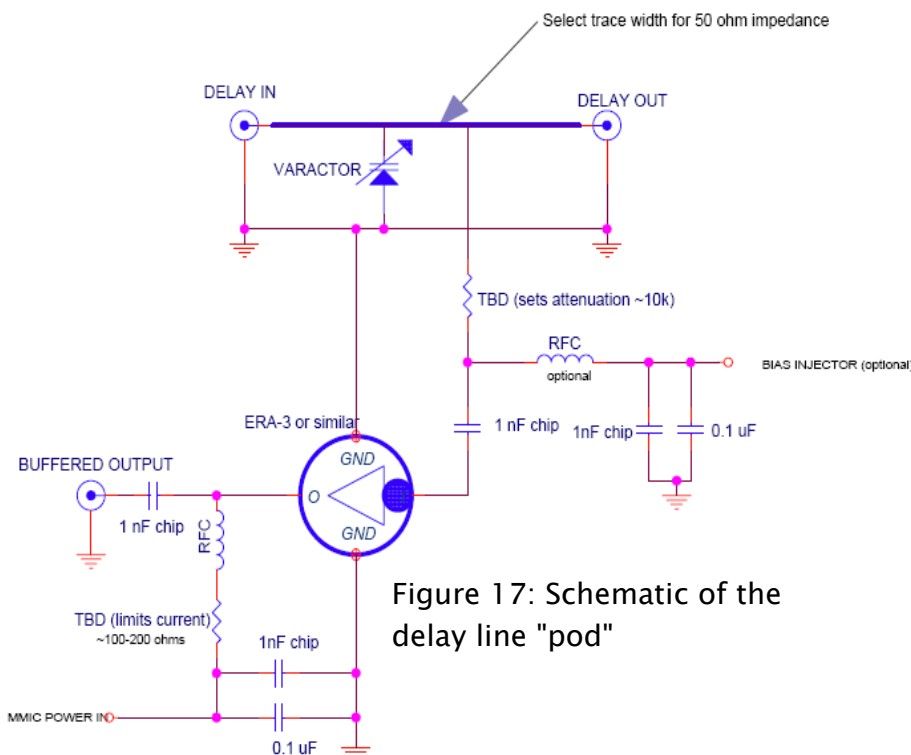 Select trace width for 50 ohm impedance
DELAY IN
DELAY OUT
VARACTOR
TBD (sets attenuation ~10k)
RFC
optional
BIAS INJECTOR (optional)
ERA-3 or similar
1 nF chip
1nF chip
0.1 uF
BUFFERED OUTPUT
GND
O
GND
1 nF chip
RFC
TBD (limits current)
~100-200 ohms
1nF chip
MMIC POWER IN
0.1 uF
Figure 17: Schematic of the
delay line "pod"